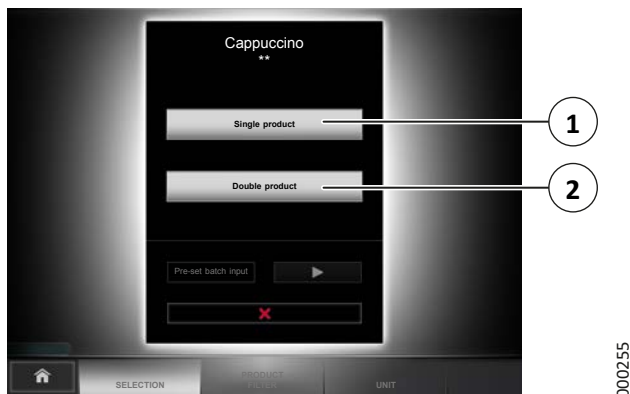 Cappuccino
**
Single product
1
Double product
2
Pre-set batch input
SELECTION
PRODUCT
FILTER
UNIT
000255